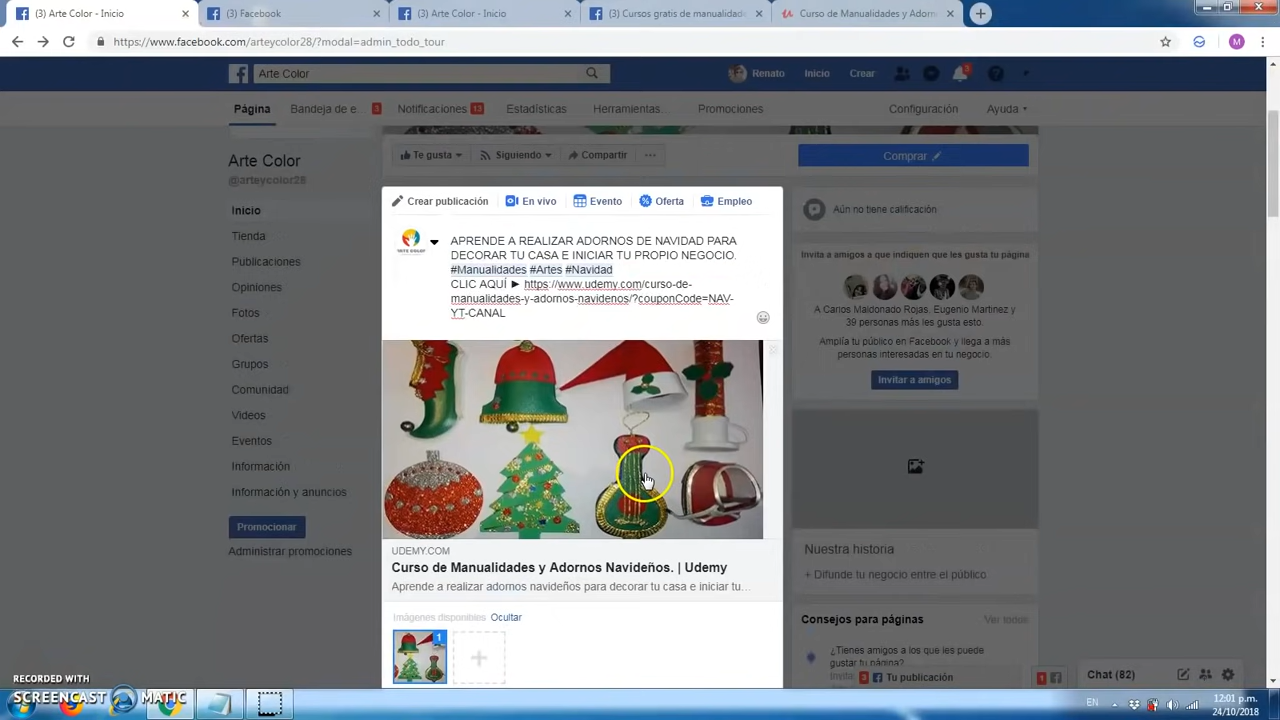 (3) Arte Color - Inicio
(3) Facebook
(3) Arte Color - Inicio
(3) Cursos gratis de manualidade
Curso de Manualidades y Adorn
https://www.facebook.com/arteycolor28/?modal=admin_todo_tour
M
Arte Color
Renato
Inicio
Crear
3
Página
Bandeja de e...
3
Notificaciones
13
Estadísticas
Herramientas...
Promociones
Configuración
Ayuda
Arte Color
@arteycolor28
Inicio
Tienda
Publicaciones
Opiniones
Fotos
Ofertas
Grupos
Comunidad
Videos
Eventos
Información
Información y anuncios
Promocionar
Administrar promociones
Te gusta
Siguiendo
Compartir
Comprar
Crear publicación
En vivo
Evento
Oferta
Empleo
ARTE COLOR
APRENDE A REALIZAR ADORNOS DE NAVIDAD PARA
DECORAR TU CASA E INICIAR TU PROPIO NEGOCIO.
#Manualidades #Artes #Navidad
CLIC AQUÍ ► https://www.udemy.com/curso-de-
manualidades-y-adornos-navidenos/?couponCode=NAV-
YT-CANAL
UDEMY.COM
Curso de Manualidades y Adornos Navideños. | Udemy
Aprende a realizar adornos navideños para decorar tu casa e iniciar tu...
Imágenes disponibles Ocultar
1
Aún no tiene calificación
Invita a amigos a que indiquen que les gusta tu página
A Carlos Maldonado Rojas, Eugenio Martinez y
39 personas más les gusta esto.
Amplía tu público en Facebook y llega a más
personas interesadas en tu negocio.
Invitar a amigos
Nuestra historia
+ Difunde tu negocio entre el público.
Consejos para páginas
Ver todos
¿Tienes amigos a los que les puede
gustar tu página?
3
Tu publicación
1
Chat (82)
RECORDED WITH
SCREENCAST MATIC
EN
12:01 p.m.
24/10/2018